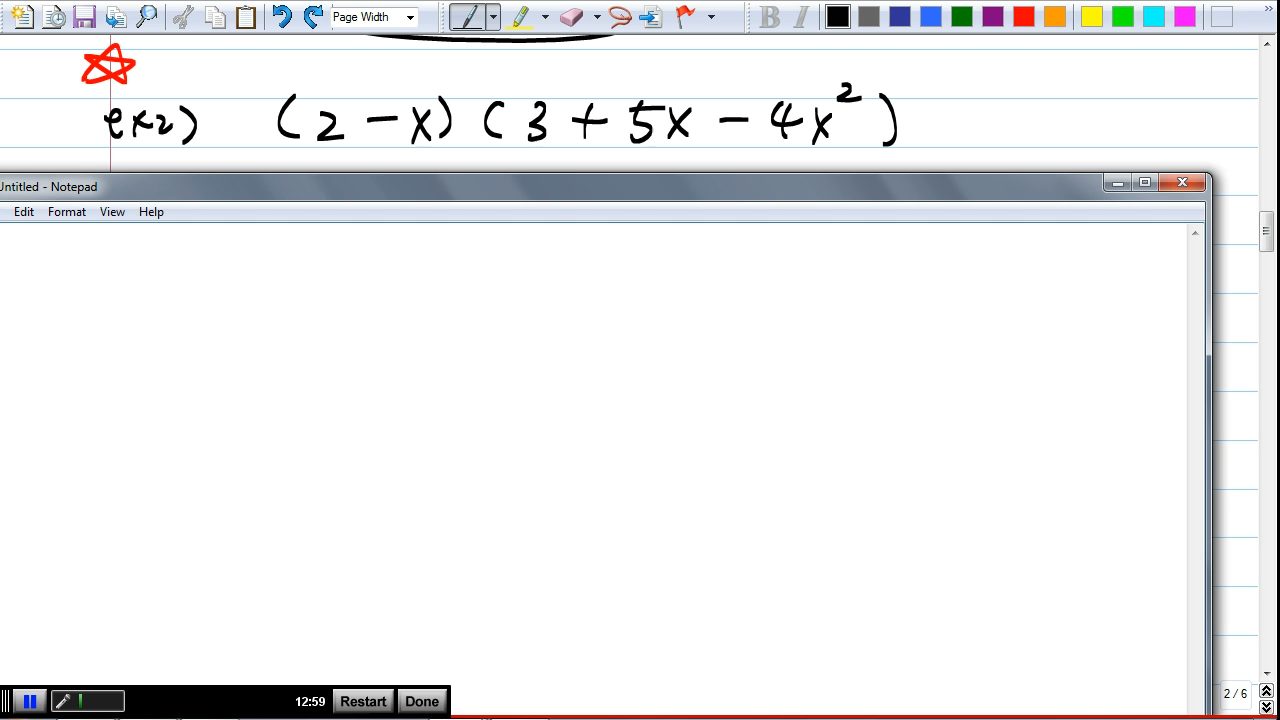 Page Width
B I
ex2) (2 - x) (3 + 5x - 4x²)
Untitled - Notepad
Edit Format View Help
12:59 Restart Done
2 / 6